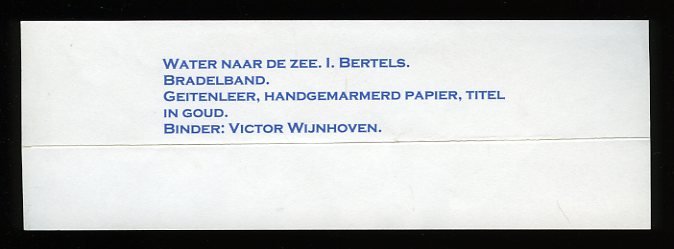 Water naar de zee. I. Bertels.
Bradelband.
Geitenleer, handgemarmerd papier, titel
in goud.
Binder: Victor Wijnhoven.